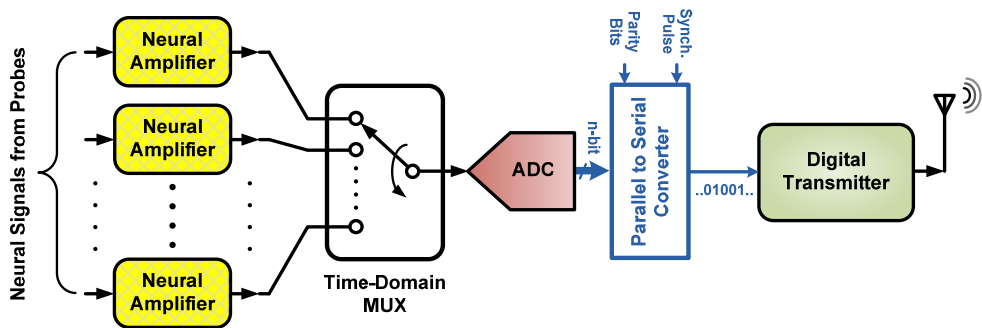 Neural Signals from Probes
Neural
Amplifier
Neural
Amplifier
Neural
Amplifier
Time-Domain
MUX
ADC
n-bit
Parity
Bits
Synch.
Pulse
Parallel to Serial
Converter
..01001..
Digital
Transmitter